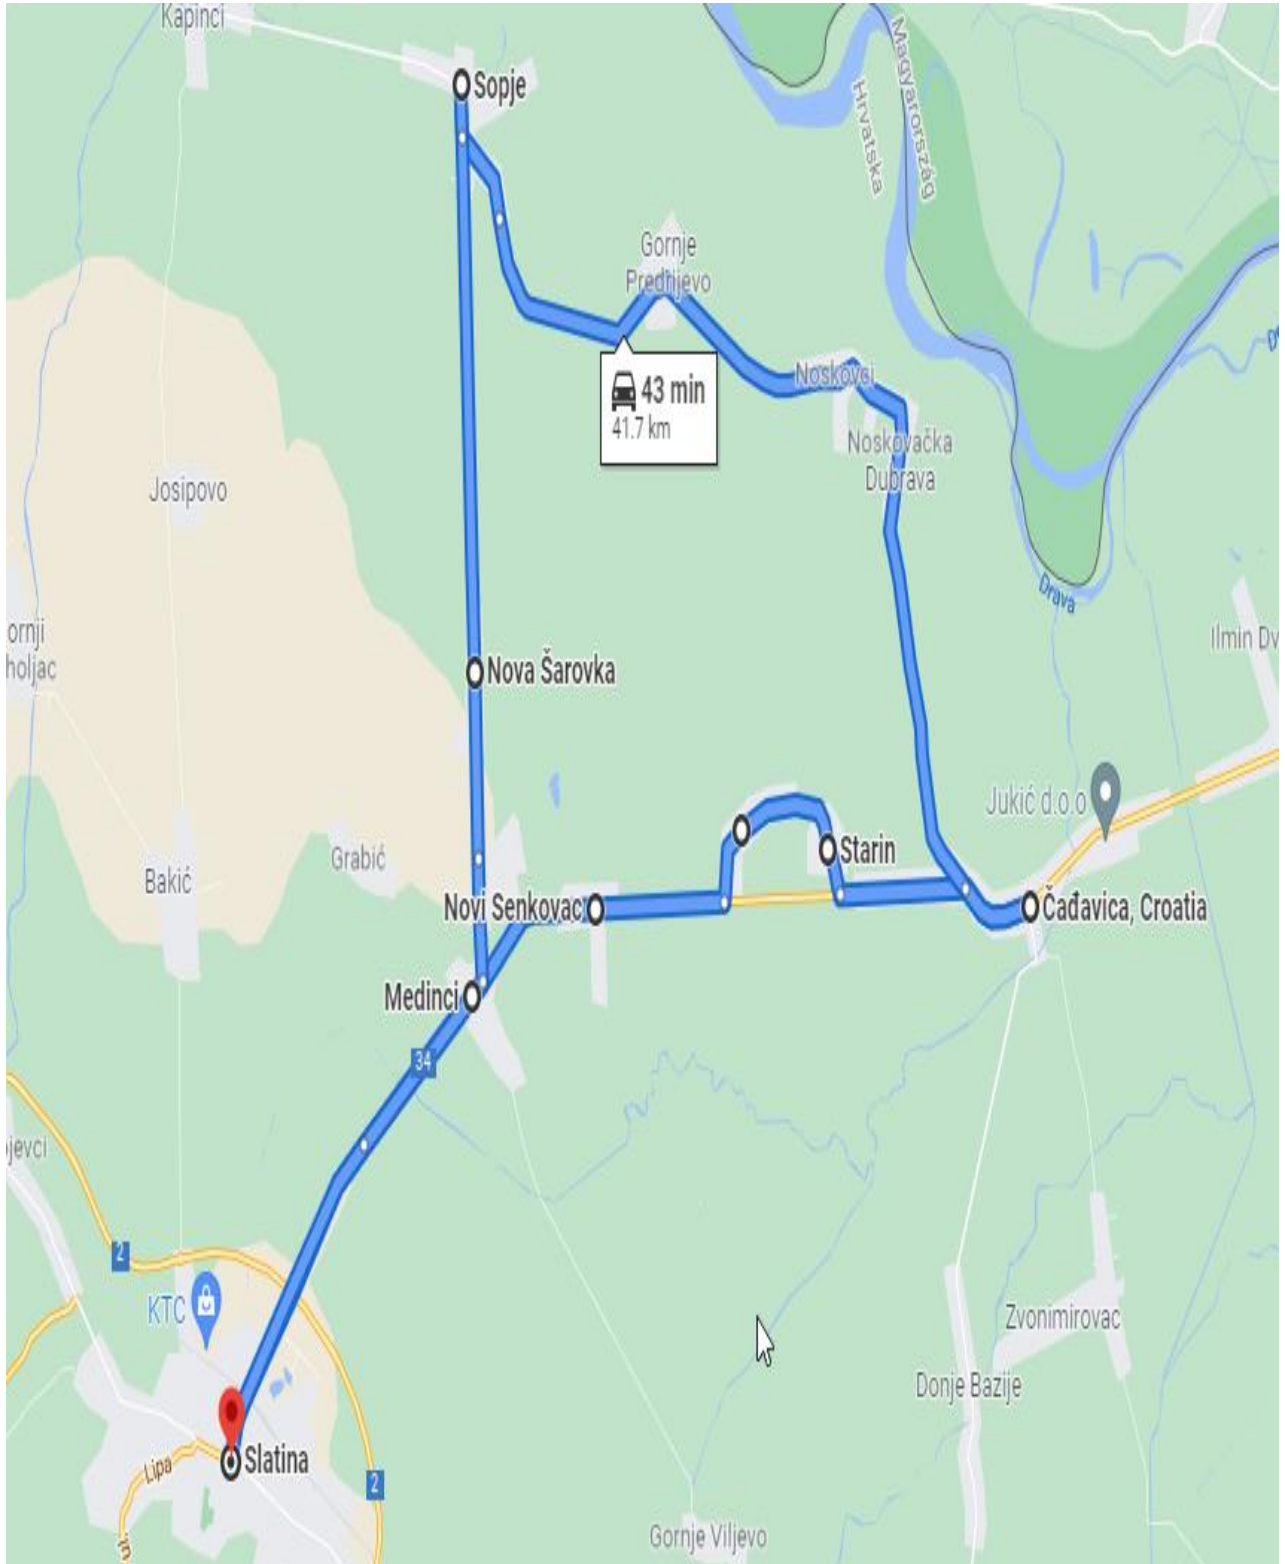 Kapinci
Sopje
Magyarország
Hrvatska
Gornje
Predrijevo
43 min
41.7 km
Noskovci
Noskovačka
Dubrava
Josipovo
Drava
ornji
holjac
Ilmin Dv
Nova Šarovka
Jukić d.o.o
Grabić
Starin
Bakić
Novi Senkovac
Čađavica, Croatia
Medinci
34
jevci
2
KTC
Zvonimirovac
Donje Bazije
Slatina
Lipa
2
Gornje Viljevo